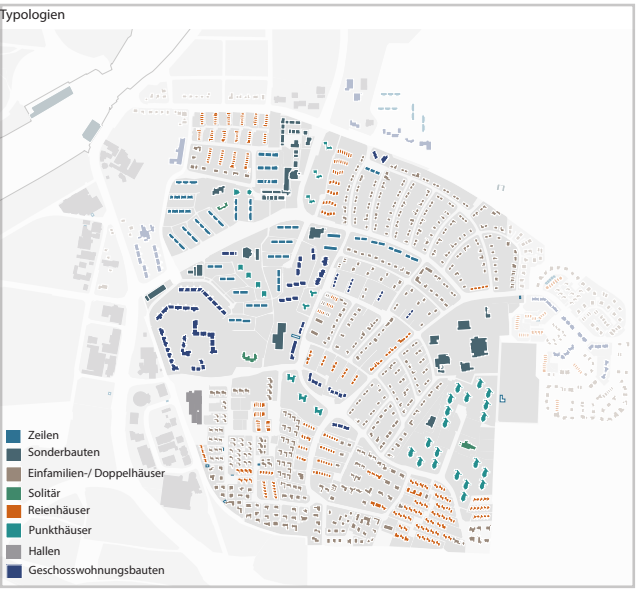 Typologien
Zeilen
Sonderbauten
Einfamilien-/ Doppelhäuser
Solitär
Reienhäuser
Punkthäuser
Hallen
Geschosswohnungsbauten